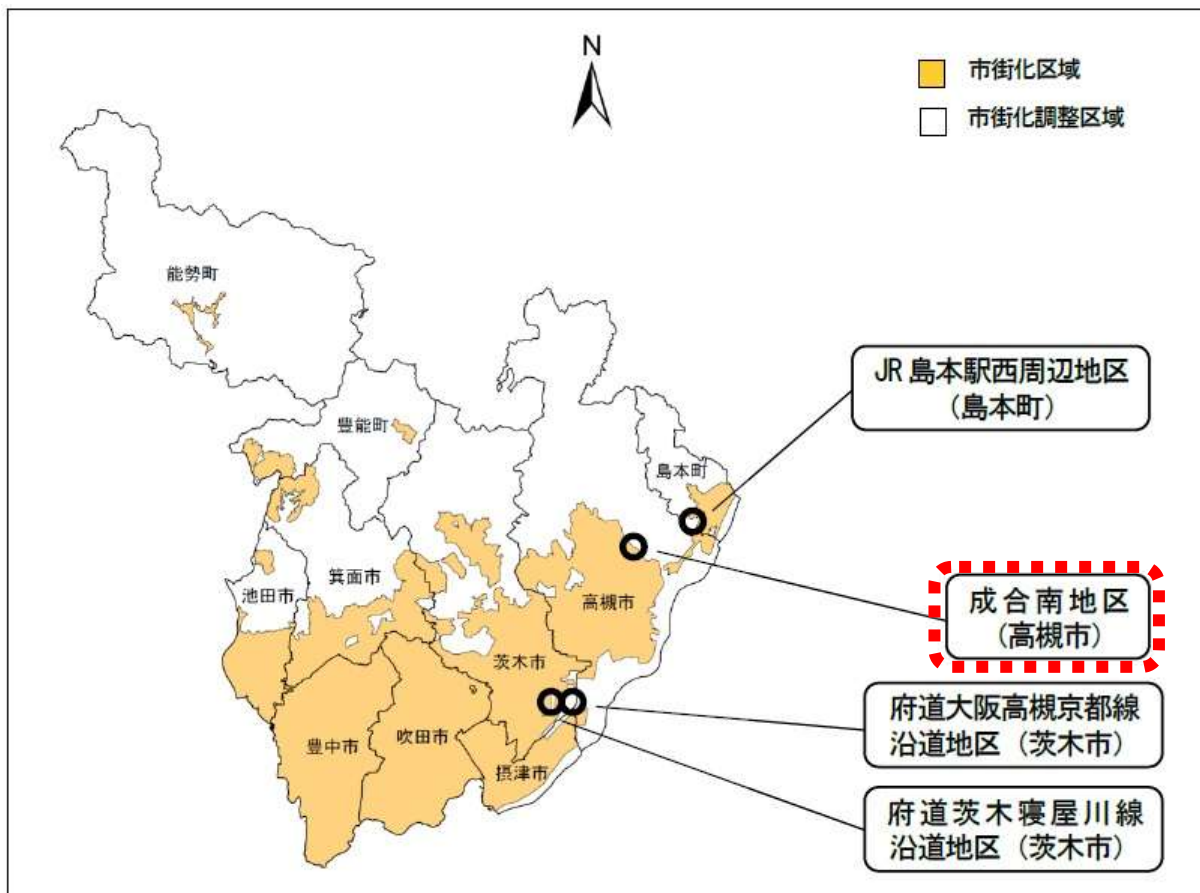 N
市街化区域
市街化調整区域
能勢町
JR島本駅西周辺地区
(島本町)
豊能町
島本町
箕面市
池田市
高槻市
成合南地区
(高槻市)
茨木市
府道大阪高槻京都線
沿道地区(茨木市)
豊中市
吹田市
摂津市
府道茨木寝屋川線
沿道地区(茨木市)